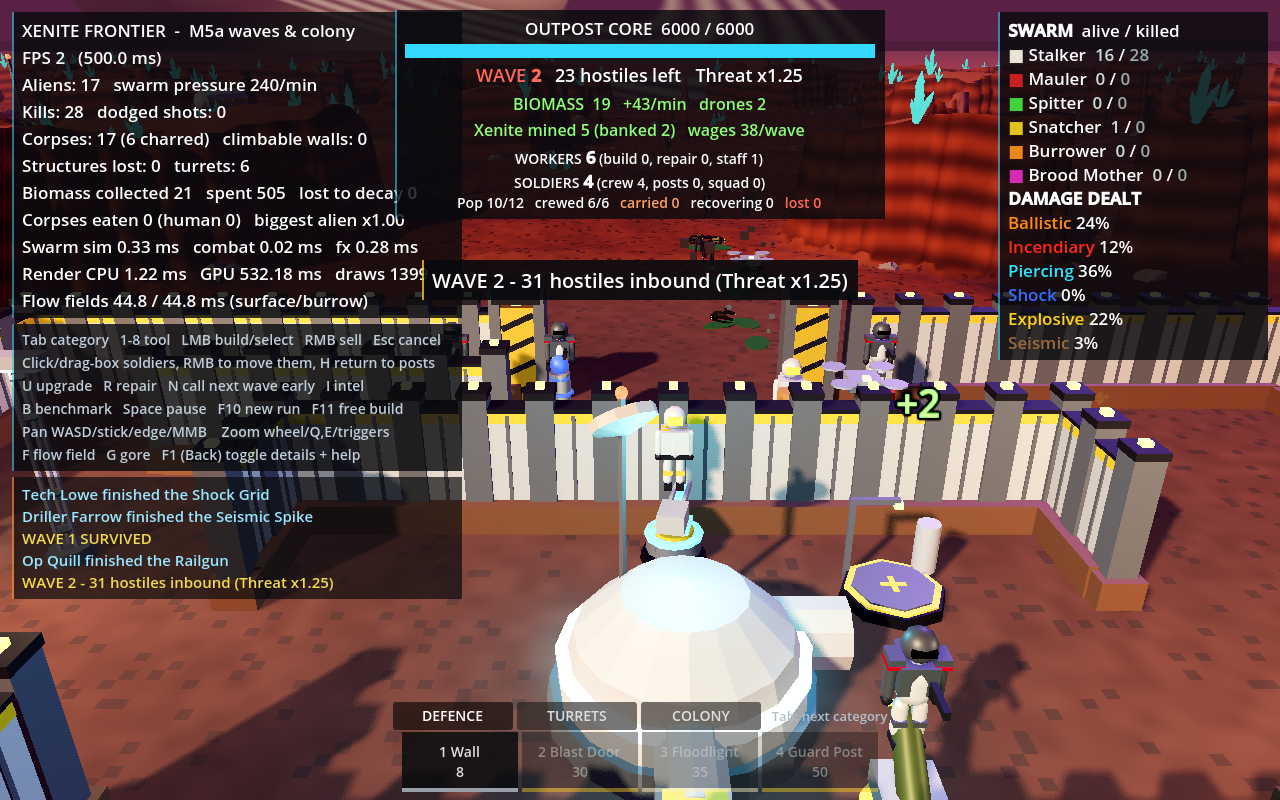 XENITE FRONTIER - M5a waves & colony
FPS 2 (500.0 ms)
Aliens: 17 swarm pressure 240/min
Kills: 28 dodged shots: 0
Corpses: 17 (6 charred) climbable walls: 0
Structures lost: 0 turrets: 6
Biomass collected 21 spent 505 lost to decay 0
Corpses eaten 0 (human 0) biggest alien x1.00
Swarm sim 0.33 ms combat 0.02 ms fx 0.28 ms
Render CPU 1.22 ms GPU 532.18 ms draws 1399
Flow fields 44.8 / 44.8 ms (surface/burrow)
Tab category 1-8 tool LMB build/select RMB sell Esc cancel
Click/drag-box soldiers, RMB to move them, H return to posts
U upgrade R repair N call next wave early I intel
B benchmark Space pause F10 new run F11 free build
Pan WASD/stick/edge/MMB Zoom wheel/Q,E/triggers
F flow field G gore F1 (Back) toggle details + help
Tech Lowe finished the Shock Grid
Driller Farrow finished the Seismic Spike
WAVE 1 SURVIVED
Op Quill finished the Railgun
WAVE 2 - 31 hostiles inbound (Threat x1.25)
OUTPOST CORE 6000 / 6000
WAVE 2 23 hostiles left Threat x1.25
BIOMASS 19 +43/min drones 2
Xenite mined 5 (banked 2) wages 38/wave
WORKERS 6 (build 0, repair 0, staff 1)
SOLDIERS 4 (crew 4, posts 0, squad 0)
Pop 10/12 crewed 6/6 carried 0 recovering 0 lost 0
WAVE 2 - 31 hostiles inbound (Threat x1.25)
SWARM alive / killed
Stalker 16 / 28
Mauler 0 / 0
Spitter 0 / 0
Snatcher 1 / 0
Burrower 0 / 0
Brood Mother 0 / 0
DAMAGE DEALT
Ballistic 24%
Incendiary 12%
Piercing 36%
Shock 0%
Explosive 22%
Seismic 3%
+2
DEFENCE TURRETS COLONY Tab: next category
1 Wall 2 Blast Door 3 Floodlight 4 Guard Post
8 30 35 50